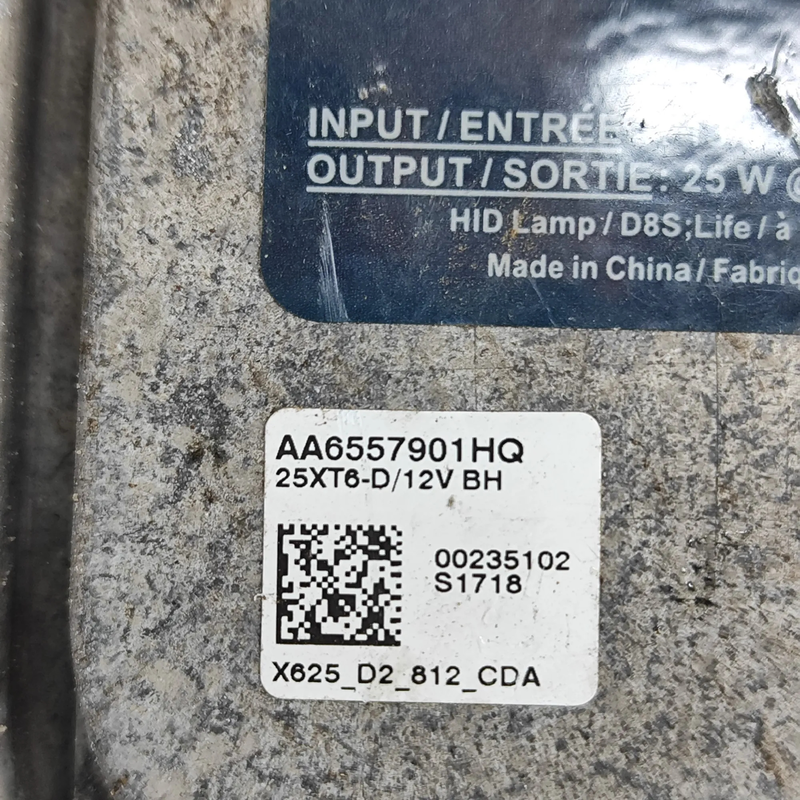 INPUT / ENTRÉE
OUTPUT / SORTIE: 25 W @
HID Lamp / D8S;Life / à
Made in China / Fabriq
AA6557901HQ
25XT6-D/12V BH
00235102
S1718
X625_D2_812_CDA